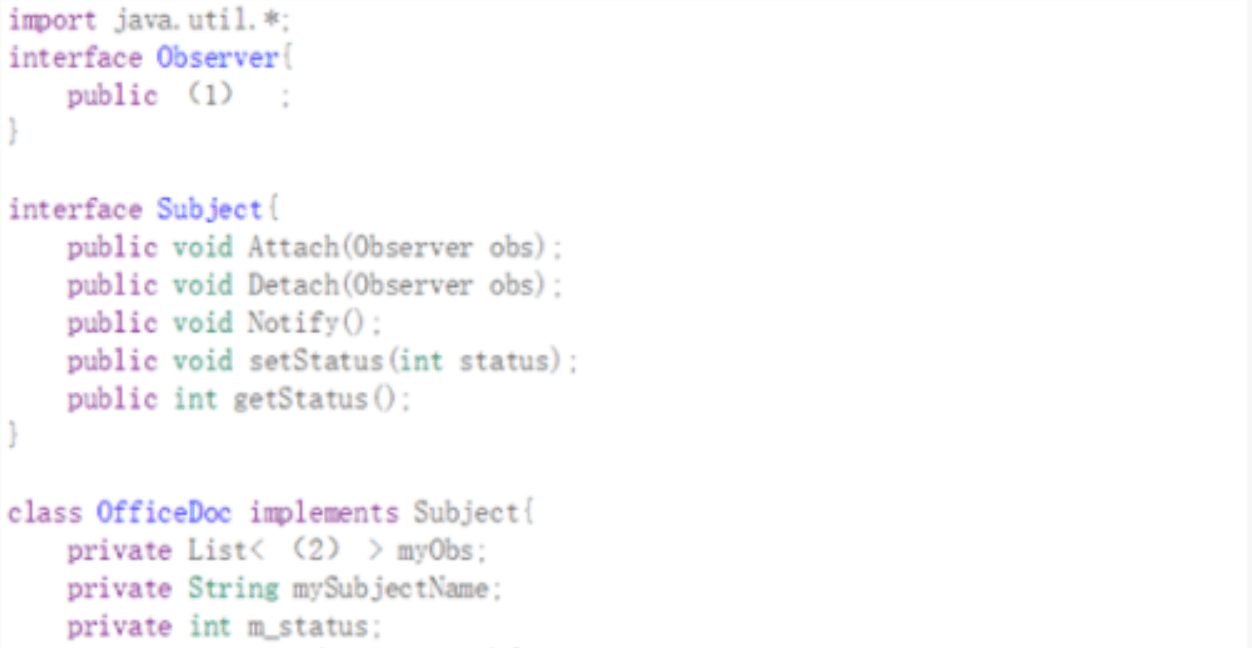 import java.util.*;
interface Observer{
    public （1）  ;
}

interface Subject{
    public void Attach(Observer obs);
    public void Detach(Observer obs);
    public void Notify();
    public void setStatus(int status);
    public int getStatus();
}

class OfficeDoc implements Subject{
    private List< （2） > myObs;
    private String mySubjectName;
    private int m_status;